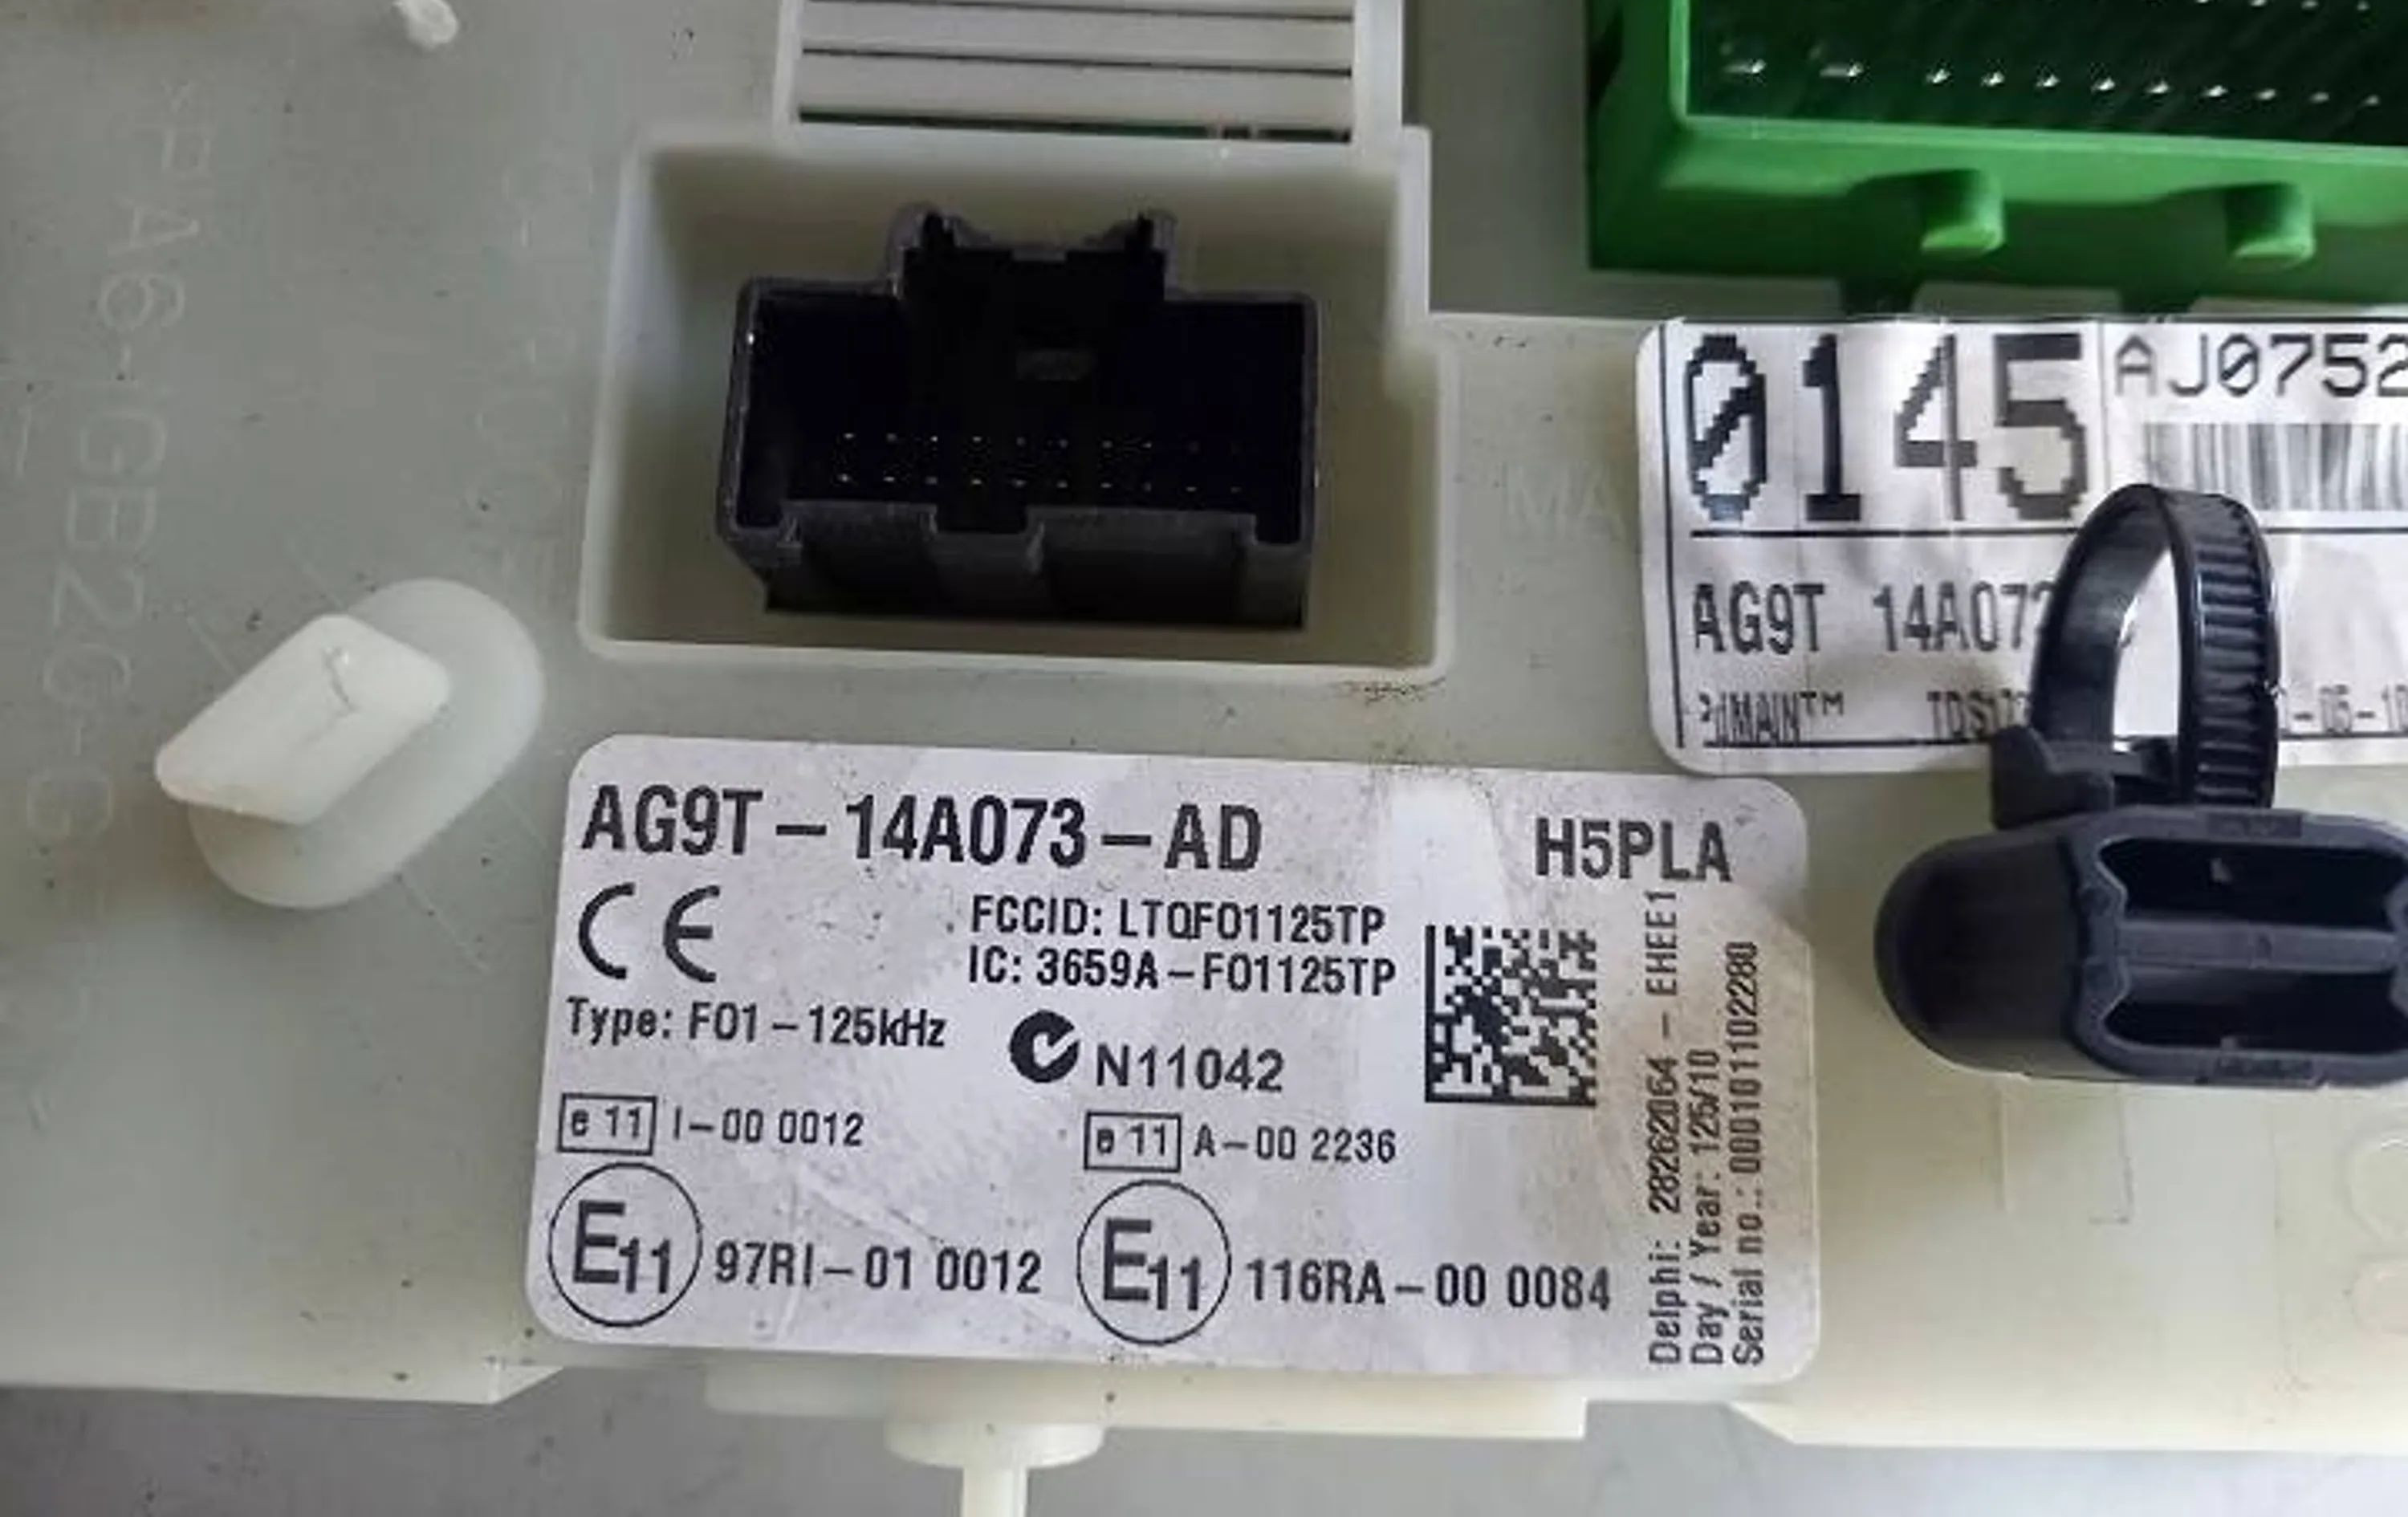 0145
AJ0752
AG9T 14A073
AG9T-14A073-AD
H5PLA
CE
FCCID: LTQFO1125TP
IC: 3659A-FO1125TP
Type: FO1-125kHz
N11042
e 11 I-00 0012
e 11 A-00 2236
E11 97RI-01 0012
E11 116RA-00 0084
Delphi: 28262064 - EHEE1
Day / Year: 125/10
Serial no.: 000101102280